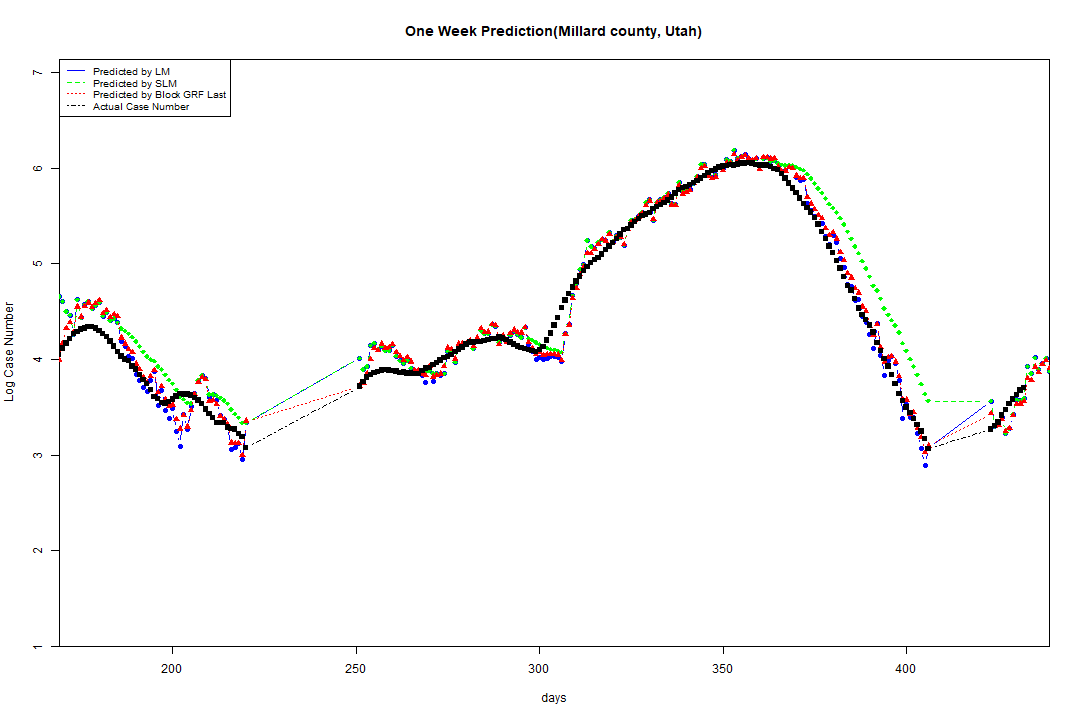 One Week Prediction(Millard county, Utah)
Predicted by LM
Predicted by SLM
Predicted by Block GRF Last
Actual Case Number
Log Case Number
7
6
5
4
3
2
1
200 250 300 350 400
days